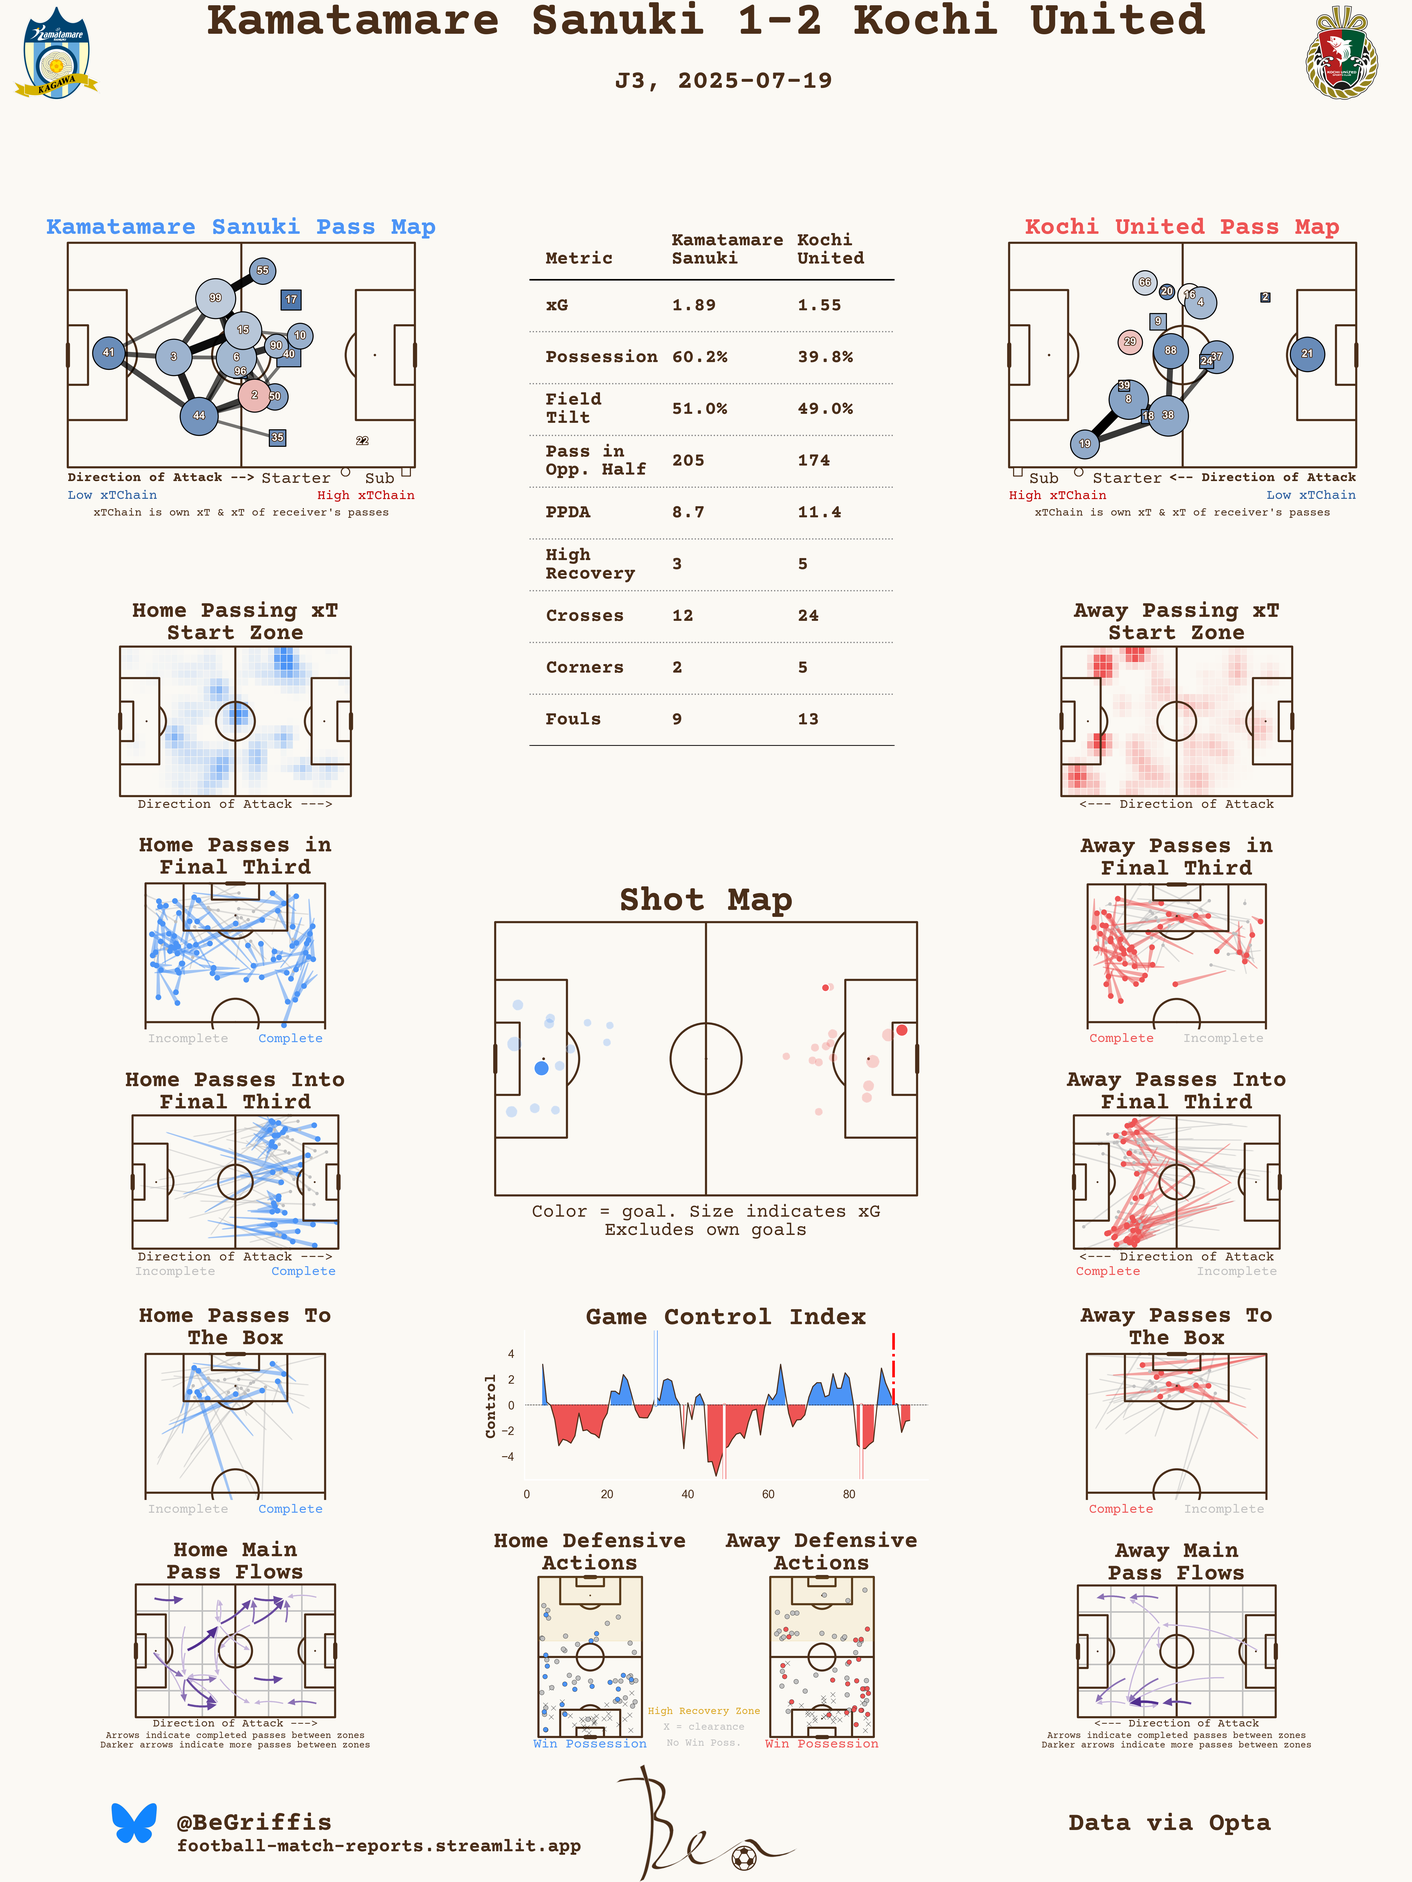 Kamatamare Sanuki 1-2 Kochi United
J3, 2025-07-19
Kamatamare
KAGAWA
Kamatamare Sanuki Pass Map
55
99
17
15
10
90
40
41
3
6
96
2
50
44
35
22
Direction of Attack --> Starter Sub
Low xTChain High xTChain
xTChain is own xT & xT of receiver's passes
Metric Kamatamare Sanuki Kochi United
xG 1.89 1.55
Possession 60.2% 39.8%
Field Tilt 51.0% 49.0%
Pass in Opp. Half 205 174
PPDA 8.7 11.4
High Recovery 3 5
Crosses 12 24
Corners 2 5
Fouls 9 13
Kochi United Pass Map
66
20
16
4
2
9
29
88
37
24
21
39
8
18
38
19
Sub Starter <-- Direction of Attack
High xTChain Low xTChain
xTChain is own xT & xT of receiver's passes
Home Passing xT
Start Zone
Direction of Attack --->
Away Passing xT
Start Zone
<--- Direction of Attack
Home Passes in
Final Third
Incomplete Complete
Away Passes in
Final Third
Complete Incomplete
Shot Map
Color = goal. Size indicates xG
Excludes own goals
Home Passes Into
Final Third
Direction of Attack --->
Incomplete Complete
Away Passes Into
Final Third
<--- Direction of Attack
Complete Incomplete
Home Passes To
The Box
Incomplete Complete
Game Control Index
Control
4
2
0
−2
−4
0 20 40 60 80
Away Passes To
The Box
Complete Incomplete
Home Main
Pass Flows
Direction of Attack --->
Arrows indicate completed passes between zones
Darker arrows indicate more passes between zones
Home Defensive
Actions
Win Possession
Away Defensive
Actions
Win Possession
High Recovery Zone
X = clearance
No Win Poss.
Away Main
Pass Flows
<--- Direction of Attack
Arrows indicate completed passes between zones
Darker arrows indicate more passes between zones
@BeGriffis
football-match-reports.streamlit.app
Ben
Data via Opta